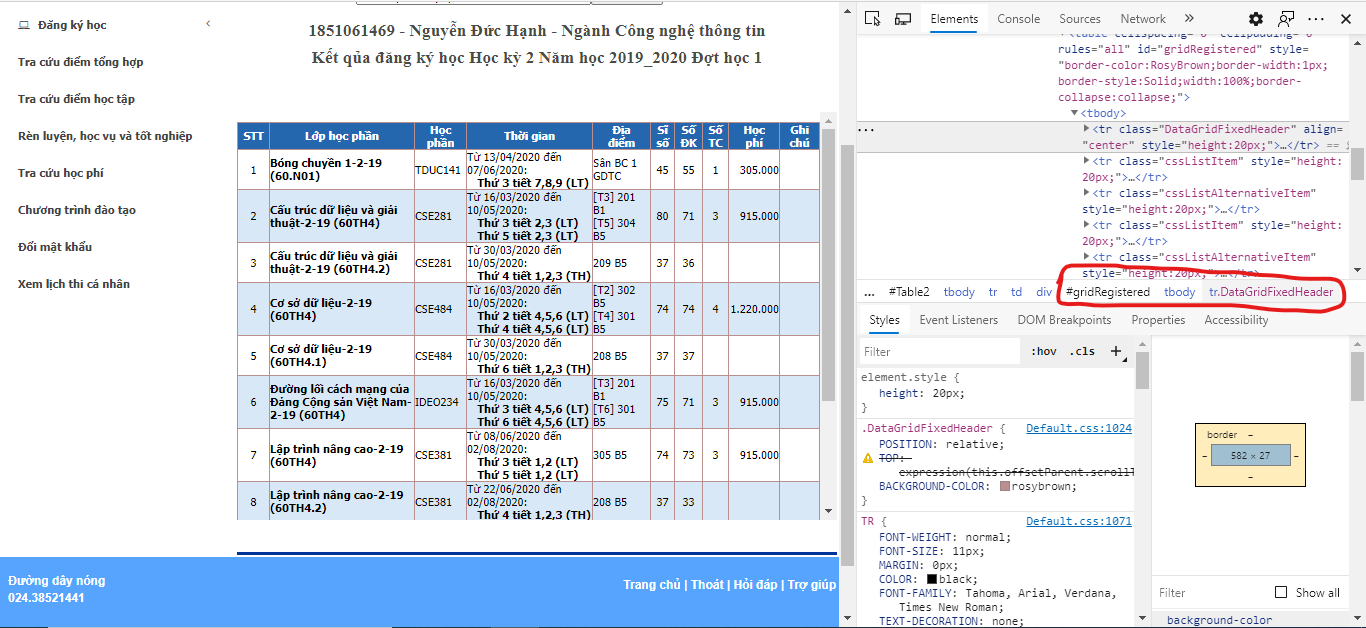 Đăng ký học
Tra cứu điểm tổng hợp
Tra cứu điểm học tập
Rèn luyện, học vụ và tốt nghiệp
Tra cứu học phí
Chương trình đào tạo
Đổi mật khẩu
Xem lịch thi cá nhân
1851061469 - Nguyễn Đức Hạnh - Ngành Công nghệ thông tin
Kết qủa đăng ký học Học kỳ 2 Năm học 2019_2020 Đợt học 1
STT Lớp học phần Học phần Thời gian Địa điểm Sĩ số Số ĐK Số TC Học phí Ghi chú
1 Bóng chuyền 1-2-19 (60.N01) TDUC141 Từ 13/04/2020 đến 07/06/2020: Thứ 3 tiết 7,8,9 (LT) Sân BC 1 GDTC 45 55 1 305.000
2 Cấu trúc dữ liệu và giải thuật-2-19 (60TH4) CSE281 Từ 16/03/2020 đến 10/05/2020: Thứ 3 tiết 2,3 (LT) Thứ 5 tiết 2,3 (LT) [T3] 201 B1 [T5] 304 B5 80 71 3 915.000
3 Cấu trúc dữ liệu và giải thuật-2-19 (60TH4.2) CSE281 Từ 30/03/2020 đến 10/05/2020: Thứ 4 tiết 1,2,3 (TH) 209 B5 37 36
4 Cơ sở dữ liệu-2-19 (60TH4) CSE484 Từ 16/03/2020 đến 10/05/2020: Thứ 2 tiết 4,5,6 (LT) Thứ 4 tiết 4,5,6 (LT) [T2] 302 B5 [T4] 301 B5 74 74 4 1.220.000
5 Cơ sở dữ liệu-2-19 (60TH4.1) CSE484 Từ 30/03/2020 đến 10/05/2020: Thứ 6 tiết 1,2,3 (TH) 208 B5 37 37
6 Đường lối cách mạng của Đảng Cộng sản Việt Nam-2-19 (60TH4) IDEO234 Từ 16/03/2020 đến 10/05/2020: Thứ 3 tiết 4,5,6 (LT) Thứ 6 tiết 4,5,6 (LT) [T3] 201 B1 [T6] 301 B5 75 71 3 915.000
7 Lập trình nâng cao-2-19 (60TH4) CSE381 Từ 08/06/2020 đến 02/08/2020: Thứ 3 tiết 1,2 (LT) Thứ 5 tiết 1,2 (LT) 305 B5 74 73 3 915.000
8 Lập trình nâng cao-2-19 (60TH4.2) CSE381 Từ 22/06/2020 đến 02/08/2020: Thứ 4 tiết 1,2,3 (TH) 208 B5 37 33
Đường dây nóng
024.38521441
Trang chủ | Thoát | Hỏi đáp | Trợ giúp
Elements Console Sources Network
<table cellspacing="0" cellpadding="0"
rules="all" id="gridRegistered" style=
"border-color:RosyBrown;border-width:1px;
border-style:Solid;width:100%;border-
collapse:collapse;">
<tbody>
... <tr class="DataGridFixedHeader" align=
"center" style="height:20px;">…</tr> ==
<tr class="cssListItem" style="height:
20px;">…</tr>
<tr class="cssListAlternativeItem"
style="height:20px;">…</tr>
<tr class="cssListItem" style="height:
20px;">…</tr>
<tr class="cssListAlternativeItem"
style="height:20px;">…</tr>
... #Table2 tbody tr td div #gridRegistered tbody tr.DataGridFixedHeader
Styles Event Listeners DOM Breakpoints Properties Accessibility
Filter :hov .cls +
element.style {
height: 20px;
}
.DataGridFixedHeader { Default.css:1024
POSITION: relative;
TOP:
expression(this.offsetParent.scrollT
BACKGROUND-COLOR: rosybrown;
}
TR { Default.css:1071
FONT-WEIGHT: normal;
FONT-SIZE: 11px;
MARGIN: 0px;
COLOR: black;
FONT-FAMILY: Tahoma, Arial, Verdana,
Times New Roman;
TEXT-DECORATION: none;
border –
– 582 × 27 –
–
Filter Show all
background-color